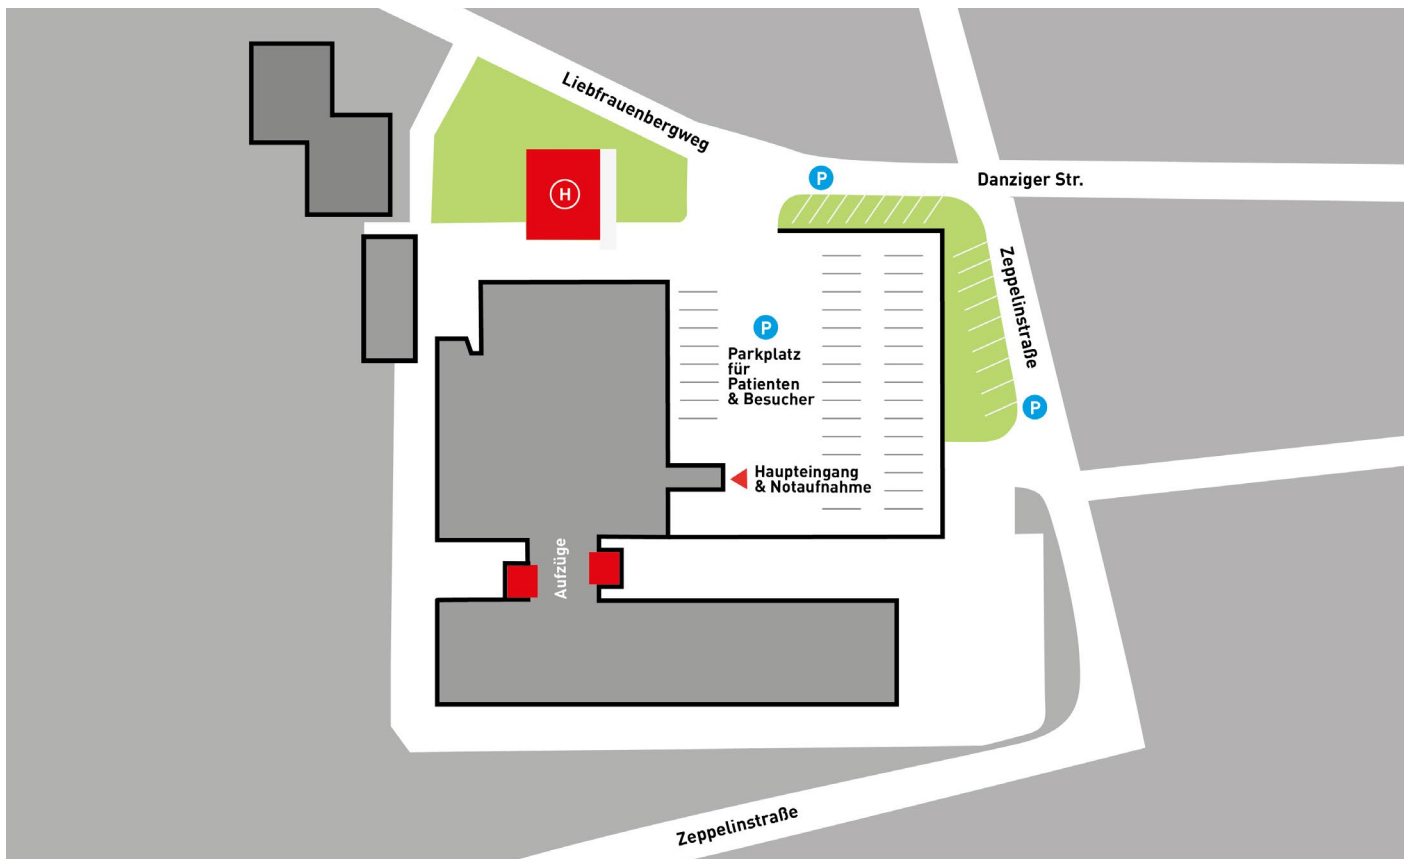 Liebfrauenbergweg
P
Danziger Str.
H
Zeppelinstraße
P
Parkplatz
für
Patienten
& Besucher
P
Haupteingang
& Notaufnahme
Aufzüge
Zeppelinstraße